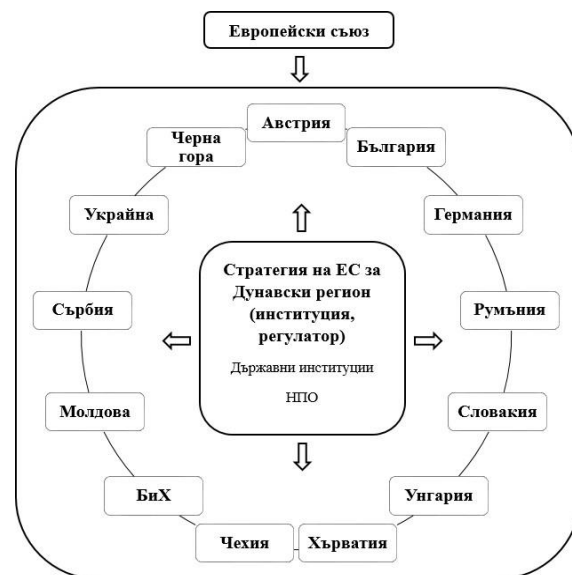 Европейски съюз
Австрия
Черна
гора
България
Украйна
Германия
Стратегия на ЕС за
Дунавски регион
(институция,
регулатор)
Държавни институции
НПО
Сърбия
Румъния
Молдова
Словакия
БиХ
Унгария
Чехия
Хърватия